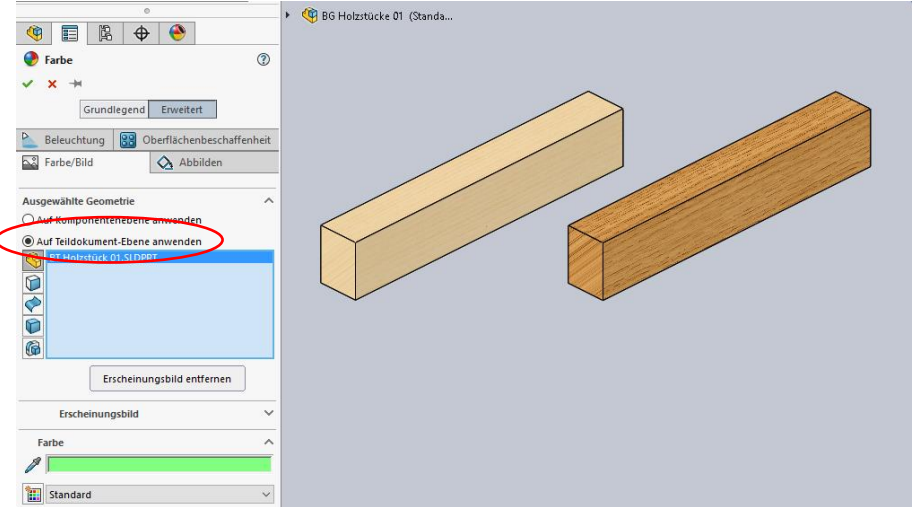 BG Holzstücke 01 (Standa...
Farbe
Grundlegend Erweitert
Beleuchtung Oberflächenbeschaffenheit
Farbe/Bild Abbilden
Ausgewählte Geometrie
Auf Komponentenebene anwenden
Auf Teildokument-Ebene anwenden
BT Holzstück 01.SLDPRT
Erscheinungsbild entfernen
Erscheinungsbild
Farbe
Standard